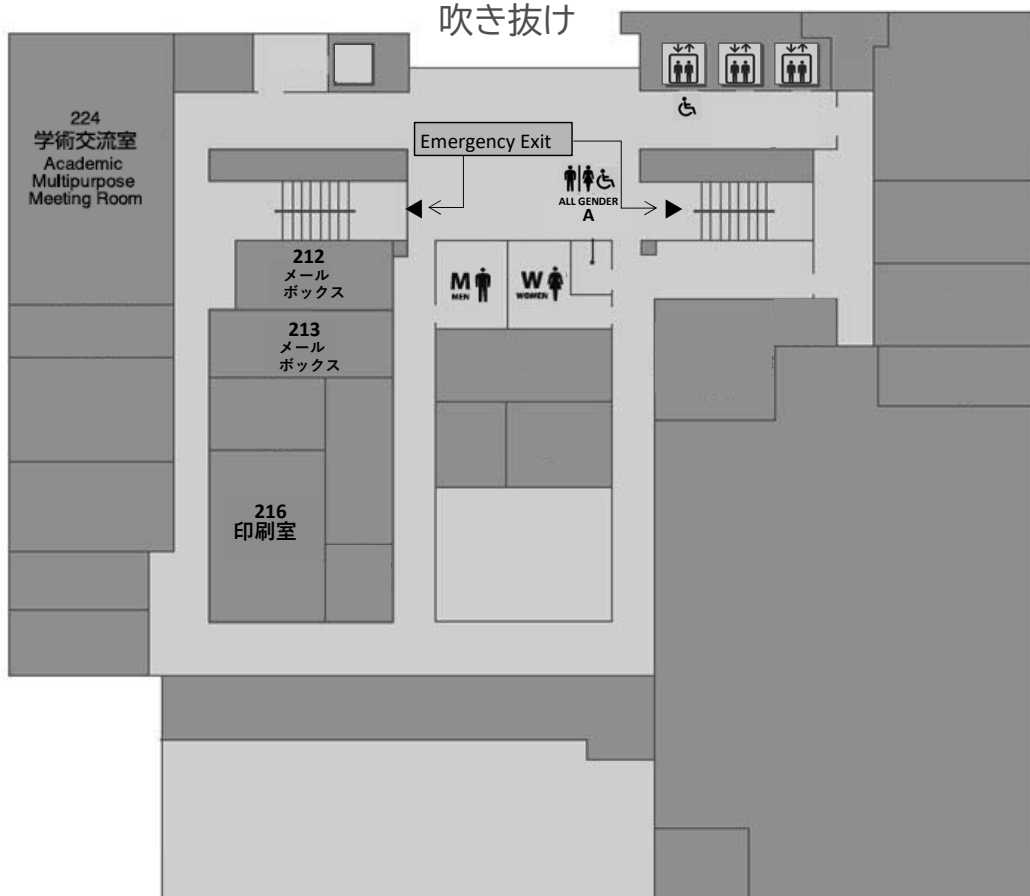 吹き抜け
224
学術交流室
Academic
Multipurpose
Meeting Room
Emergency Exit
ALL GENDER
A
212
メール
ボックス
M
MEN
W
WOMEN
213
メール
ボックス
216
印刷室